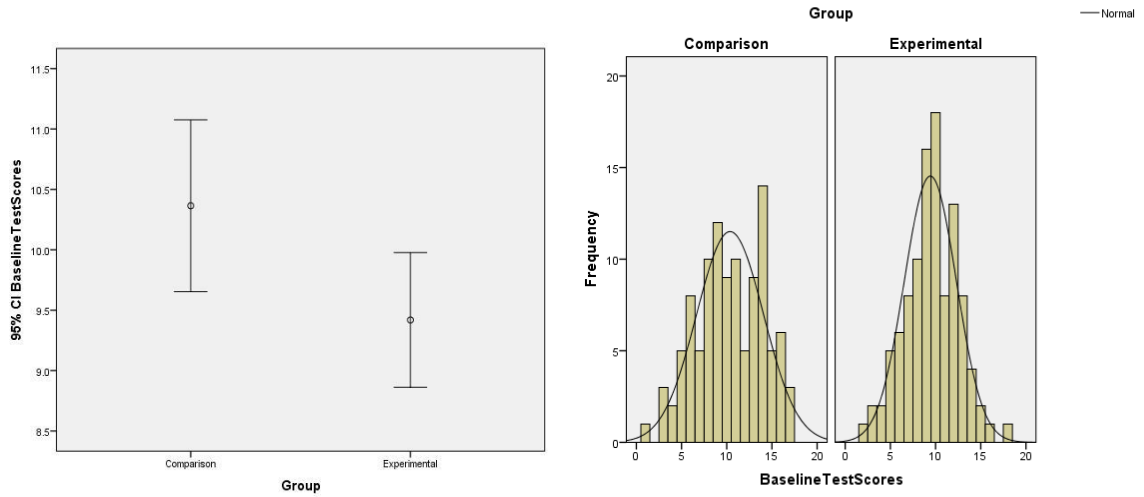 95% CI BaselineTestScores
11.5
11.0
10.5
10.0
9.5
9.0
8.5
Comparison Experimental
Group
Group
Normal
Comparison Experimental
Frequency
20
15
10
5
0
0 5 10 15 20 0 5 10 15 20
BaselineTestScores